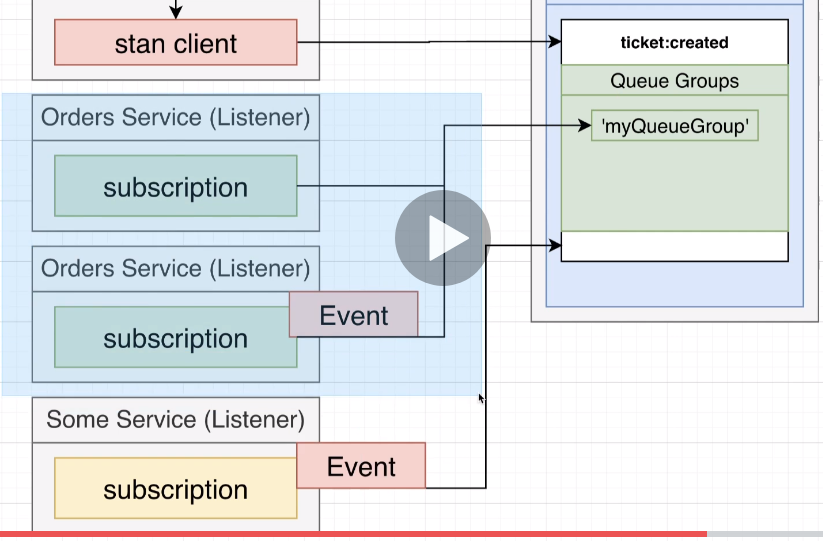 stan client
ticket:created
Queue Groups
'myQueueGroup'
Orders Service (Listener)
subscription
Orders Service (Listener)
Event
subscription
Some Service (Listener)
Event
subscription